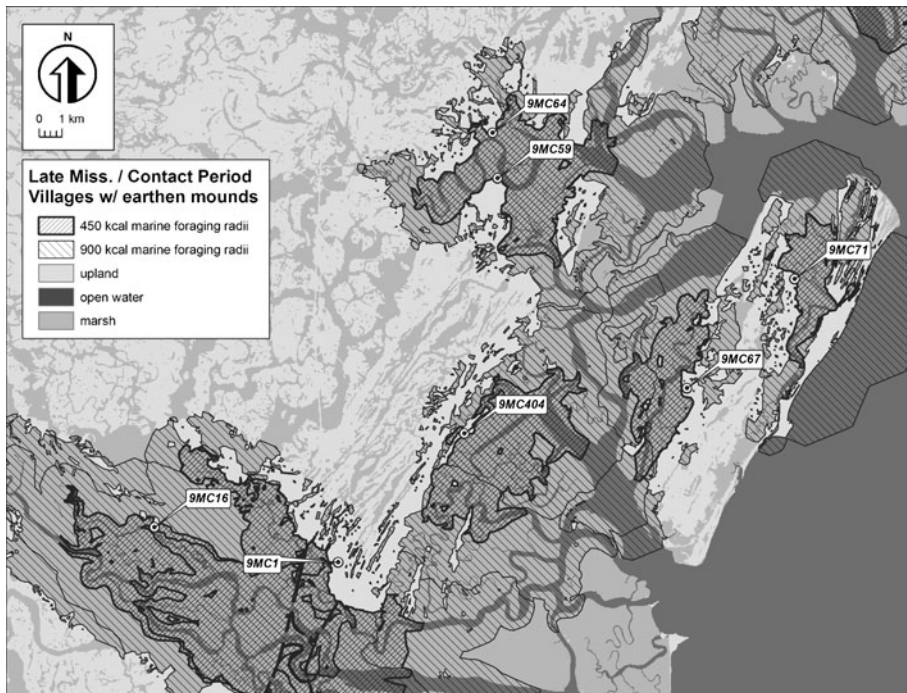 N
0 1 km
Late Miss. / Contact Period
Villages w/ earthen mounds
450 kcal marine foraging radii
900 kcal marine foraging radii
upland
open water
marsh
9MC64
9MC59
9MC71
9MC67
9MC404
9MC16
9MC1